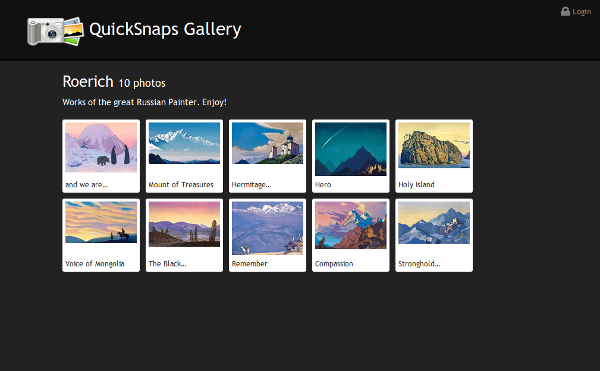 Login
QuickSnaps Gallery
Roerich 10 photos
Works of the great Russian Painter. Enjoy!
and we are...
Mount of Treasures
Hermitage...
Hero
Holy Island
Voice of Mongolia
The Black...
Remember
Compassion
Stronghold...